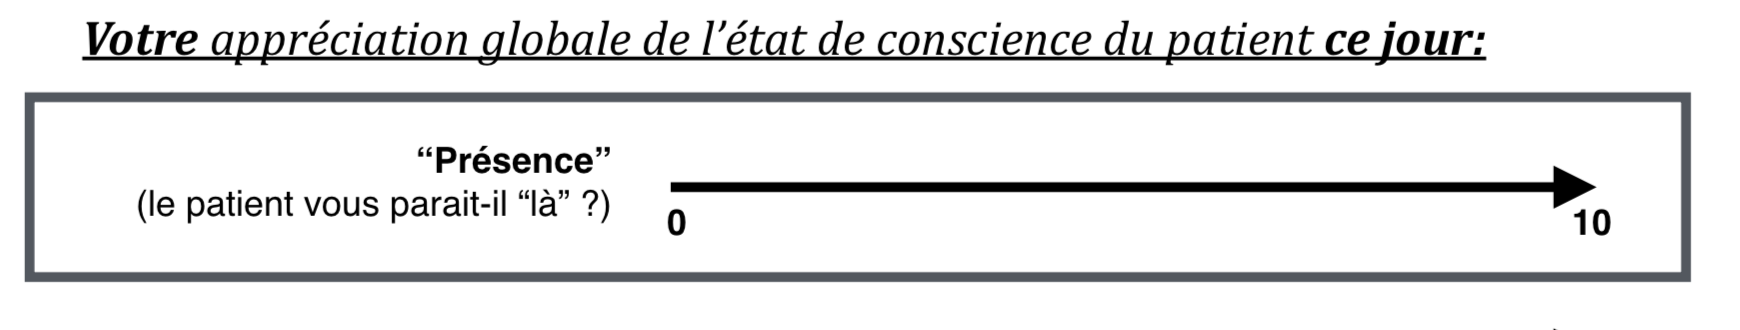 Votre appréciation globale de l’état de conscience du patient ce jour:
“Présence”
(le patient vous parait-il “là” ?)
0
10